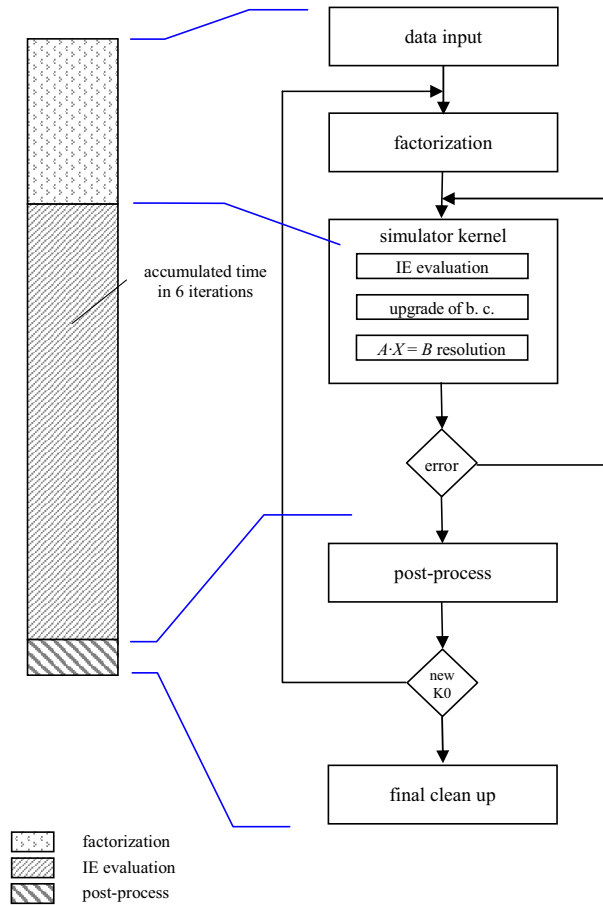 data input
factorization
simulator kernel
IE evaluation
upgrade of b. c.
A·X = B resolution
accumulated time
in 6 iterations
error
post-process
new
K0
final clean up
factorization
IE evaluation
post-process